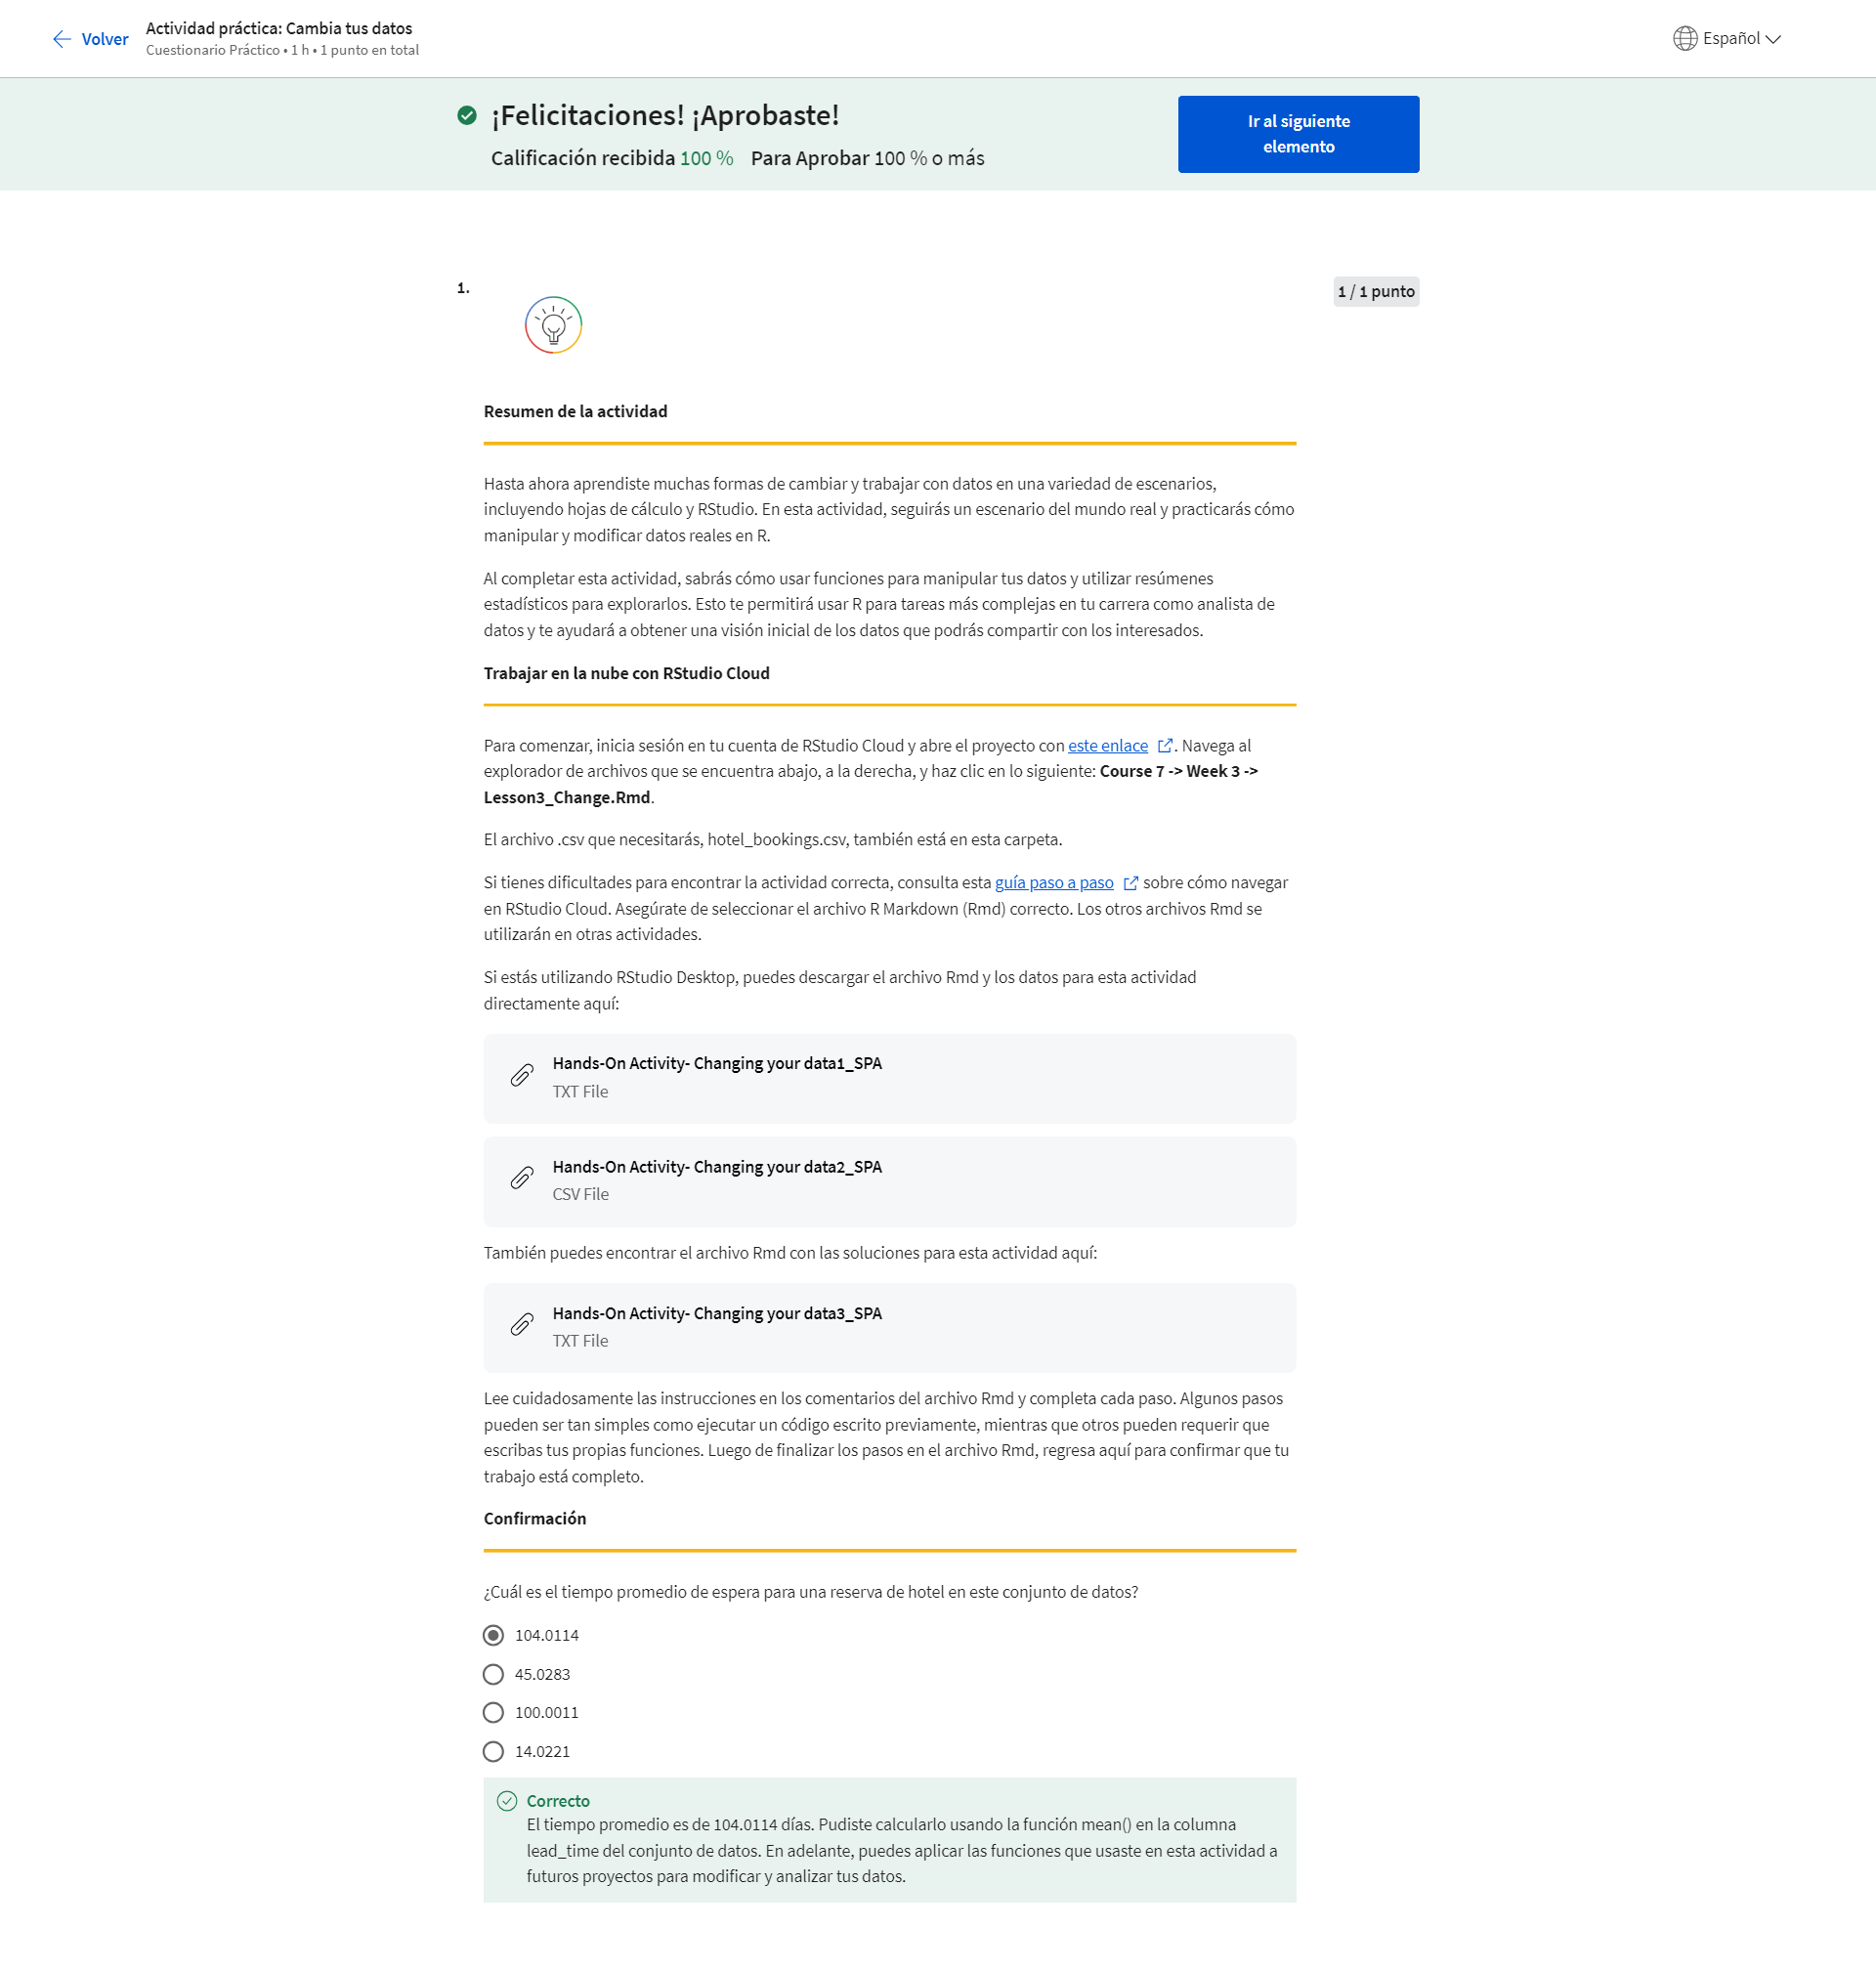 Volver
Actividad práctica: Cambia tus datos
Cuestionario Práctico • 1 h • 1 punto en total
Español
¡Felicitaciones! ¡Aprobaste!
Calificación recibida 100 % Para Aprobar 100 % o más
Ir al siguiente
elemento
1.
1 / 1 punto
Resumen de la actividad
Hasta ahora aprendiste muchas formas de cambiar y trabajar con datos en una variedad de escenarios,
incluyendo hojas de cálculo y RStudio. En esta actividad, seguirás un escenario del mundo real y practicarás cómo
manipular y modificar datos reales en R.
Al completar esta actividad, sabrás cómo usar funciones para manipular tus datos y utilizar resúmenes
estadísticos para explorarlos. Esto te permitirá usar R para tareas más complejas en tu carrera como analista de
datos y te ayudará a obtener una visión inicial de los datos que podrás compartir con los interesados.
Trabajar en la nube con RStudio Cloud
Para comenzar, inicia sesión en tu cuenta de RStudio Cloud y abre el proyecto con este enlace . Navega al
explorador de archivos que se encuentra abajo, a la derecha, y haz clic en lo siguiente: Course 7 -> Week 3 ->
Lesson3_Change.Rmd.
El archivo .csv que necesitarás, hotel_bookings.csv, también está en esta carpeta.
Si tienes dificultades para encontrar la actividad correcta, consulta esta guía paso a paso sobre cómo navegar
en RStudio Cloud. Asegúrate de seleccionar el archivo R Markdown (Rmd) correcto. Los otros archivos Rmd se
utilizarán en otras actividades.
Si estás utilizando RStudio Desktop, puedes descargar el archivo Rmd y los datos para esta actividad
directamente aquí:
Hands-On Activity- Changing your data1_SPA
TXT File
Hands-On Activity- Changing your data2_SPA
CSV File
También puedes encontrar el archivo Rmd con las soluciones para esta actividad aquí:
Hands-On Activity- Changing your data3_SPA
TXT File
Lee cuidadosamente las instrucciones en los comentarios del archivo Rmd y completa cada paso. Algunos pasos
pueden ser tan simples como ejecutar un código escrito previamente, mientras que otros pueden requerir que
escribas tus propias funciones. Luego de finalizar los pasos en el archivo Rmd, regresa aquí para confirmar que tu
trabajo está completo.
Confirmación
¿Cuál es el tiempo promedio de espera para una reserva de hotel en este conjunto de datos?
104.0114
45.0283
100.0011
14.0221
Correcto
El tiempo promedio es de 104.0114 días. Pudiste calcularlo usando la función mean() en la columna
lead_time del conjunto de datos. En adelante, puedes aplicar las funciones que usaste en esta actividad a
futuros proyectos para modificar y analizar tus datos.